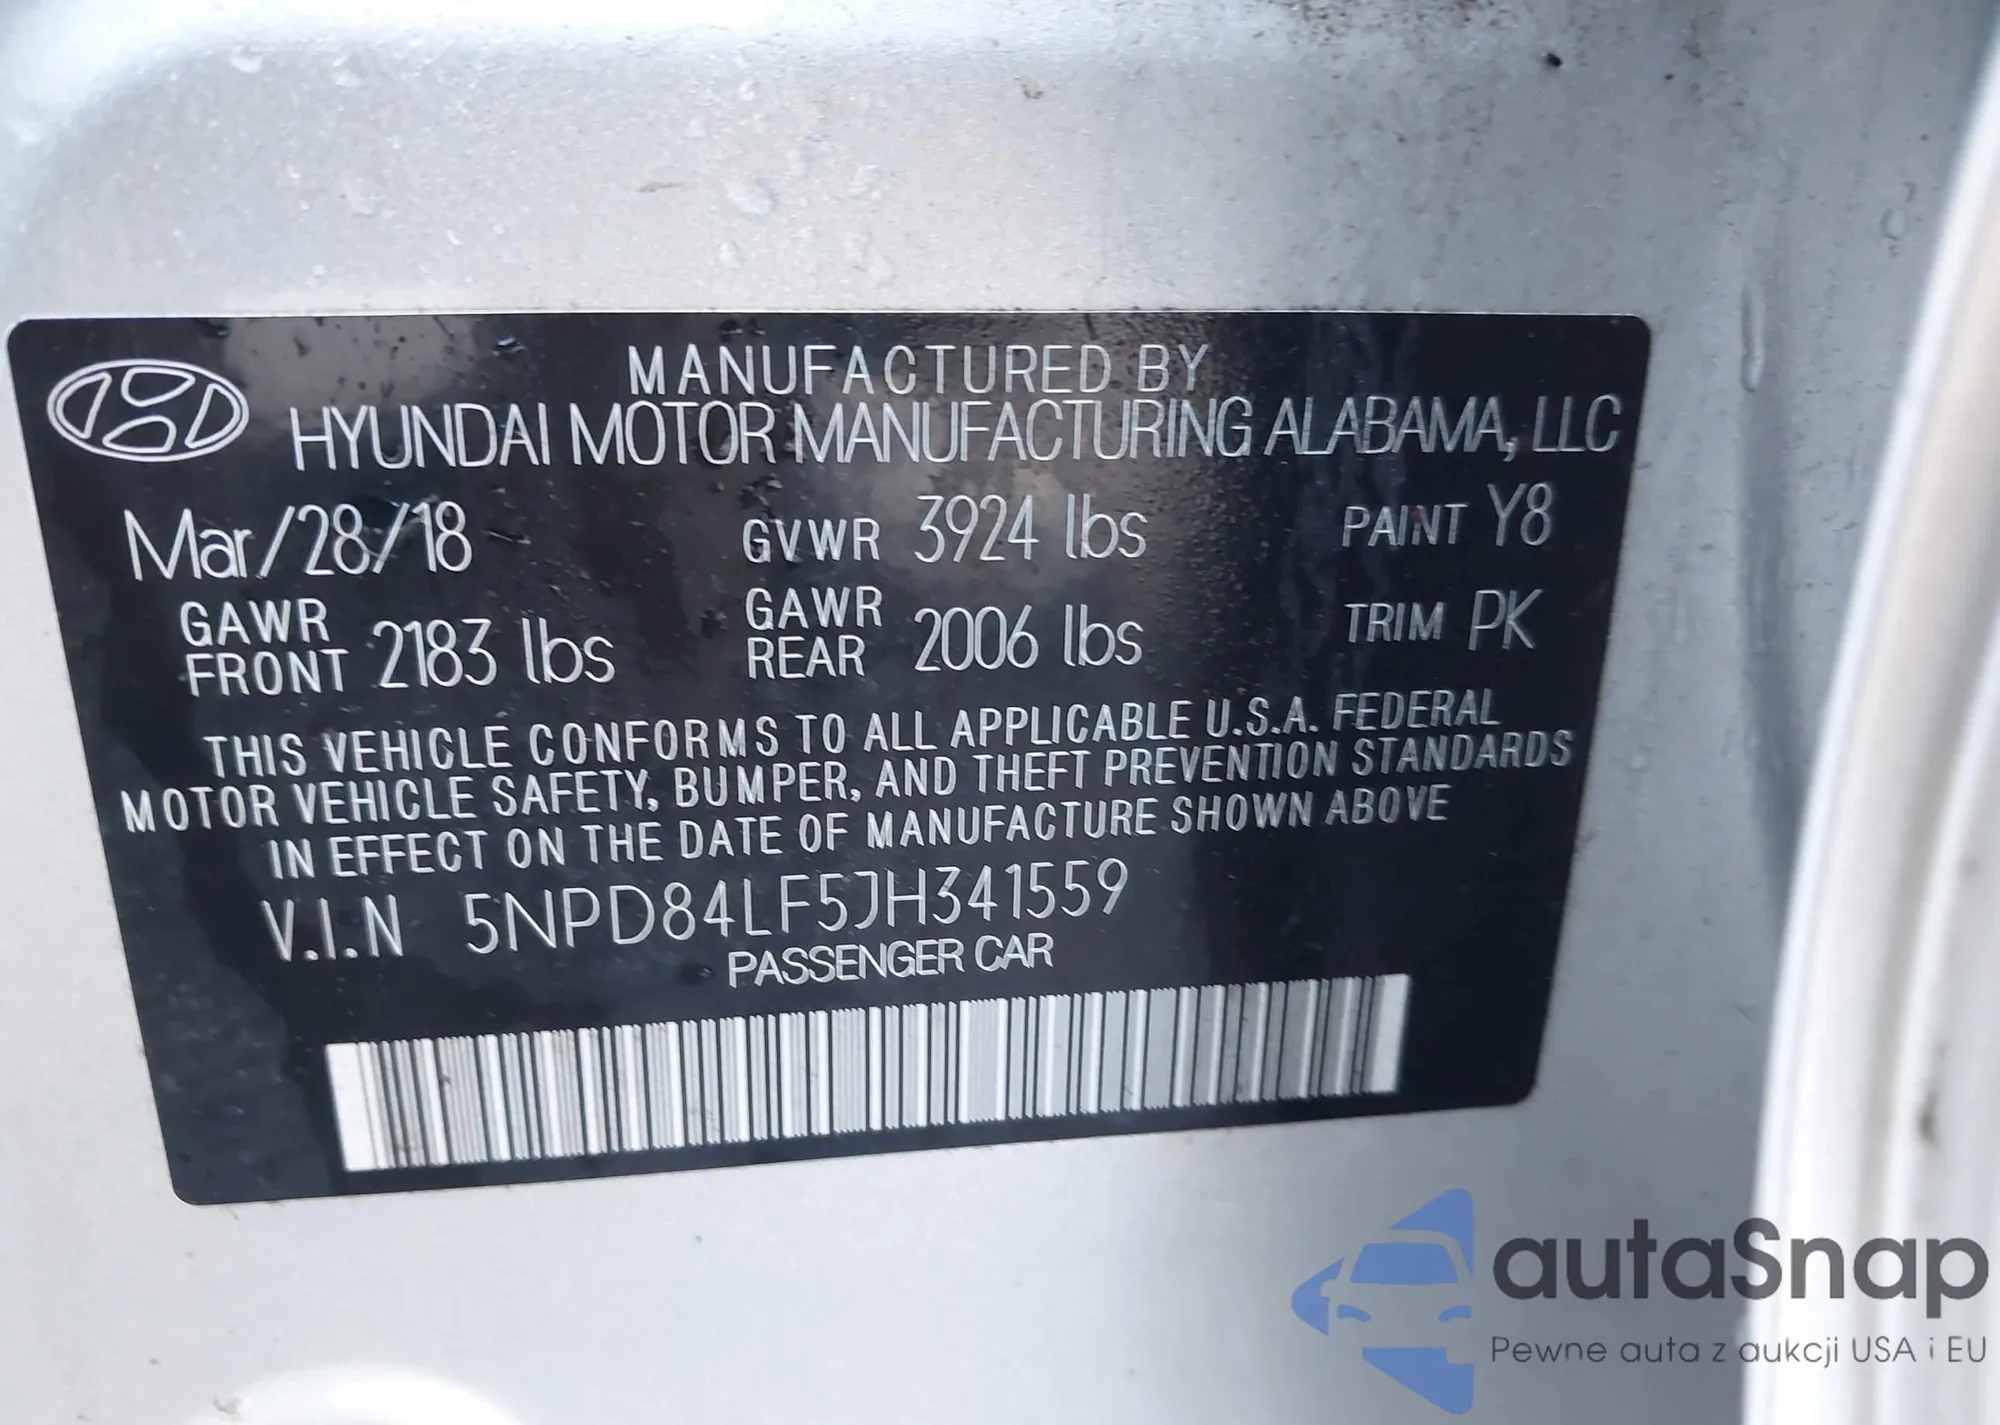 MANUFACTURED BY
HYUNDAI MOTOR MANUFACTURING ALABAMA, LLC
Mar/28/18 GVWR 3924 lbs PAINT Y8
GAWR FRONT 2183 lbs GAWR REAR 2006 lbs TRIM PK
THIS VEHICLE CONFORMS TO ALL APPLICABLE U.S.A. FEDERAL
MOTOR VEHICLE SAFETY, BUMPER, AND THEFT PREVENTION STANDARDS
IN EFFECT ON THE DATE OF MANUFACTURE SHOWN ABOVE
V.I.N 5NPD84LF5JH341559
PASSENGER CAR
autaSnap
Pewne auta z aukcji USA i EU